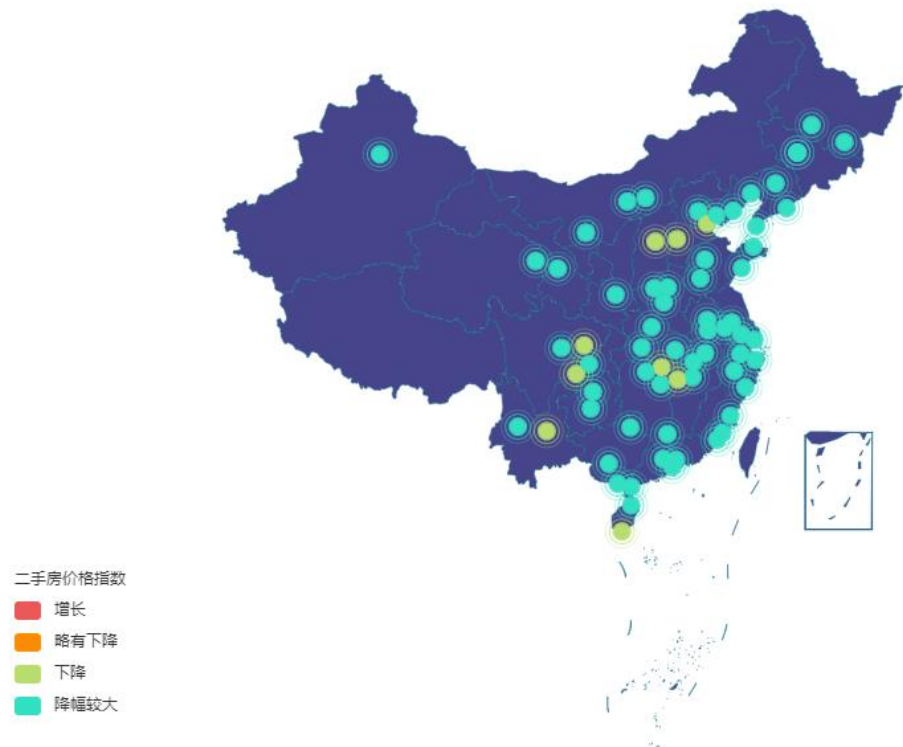 二手房价格指数
增长
略有下降
下降
降幅较大